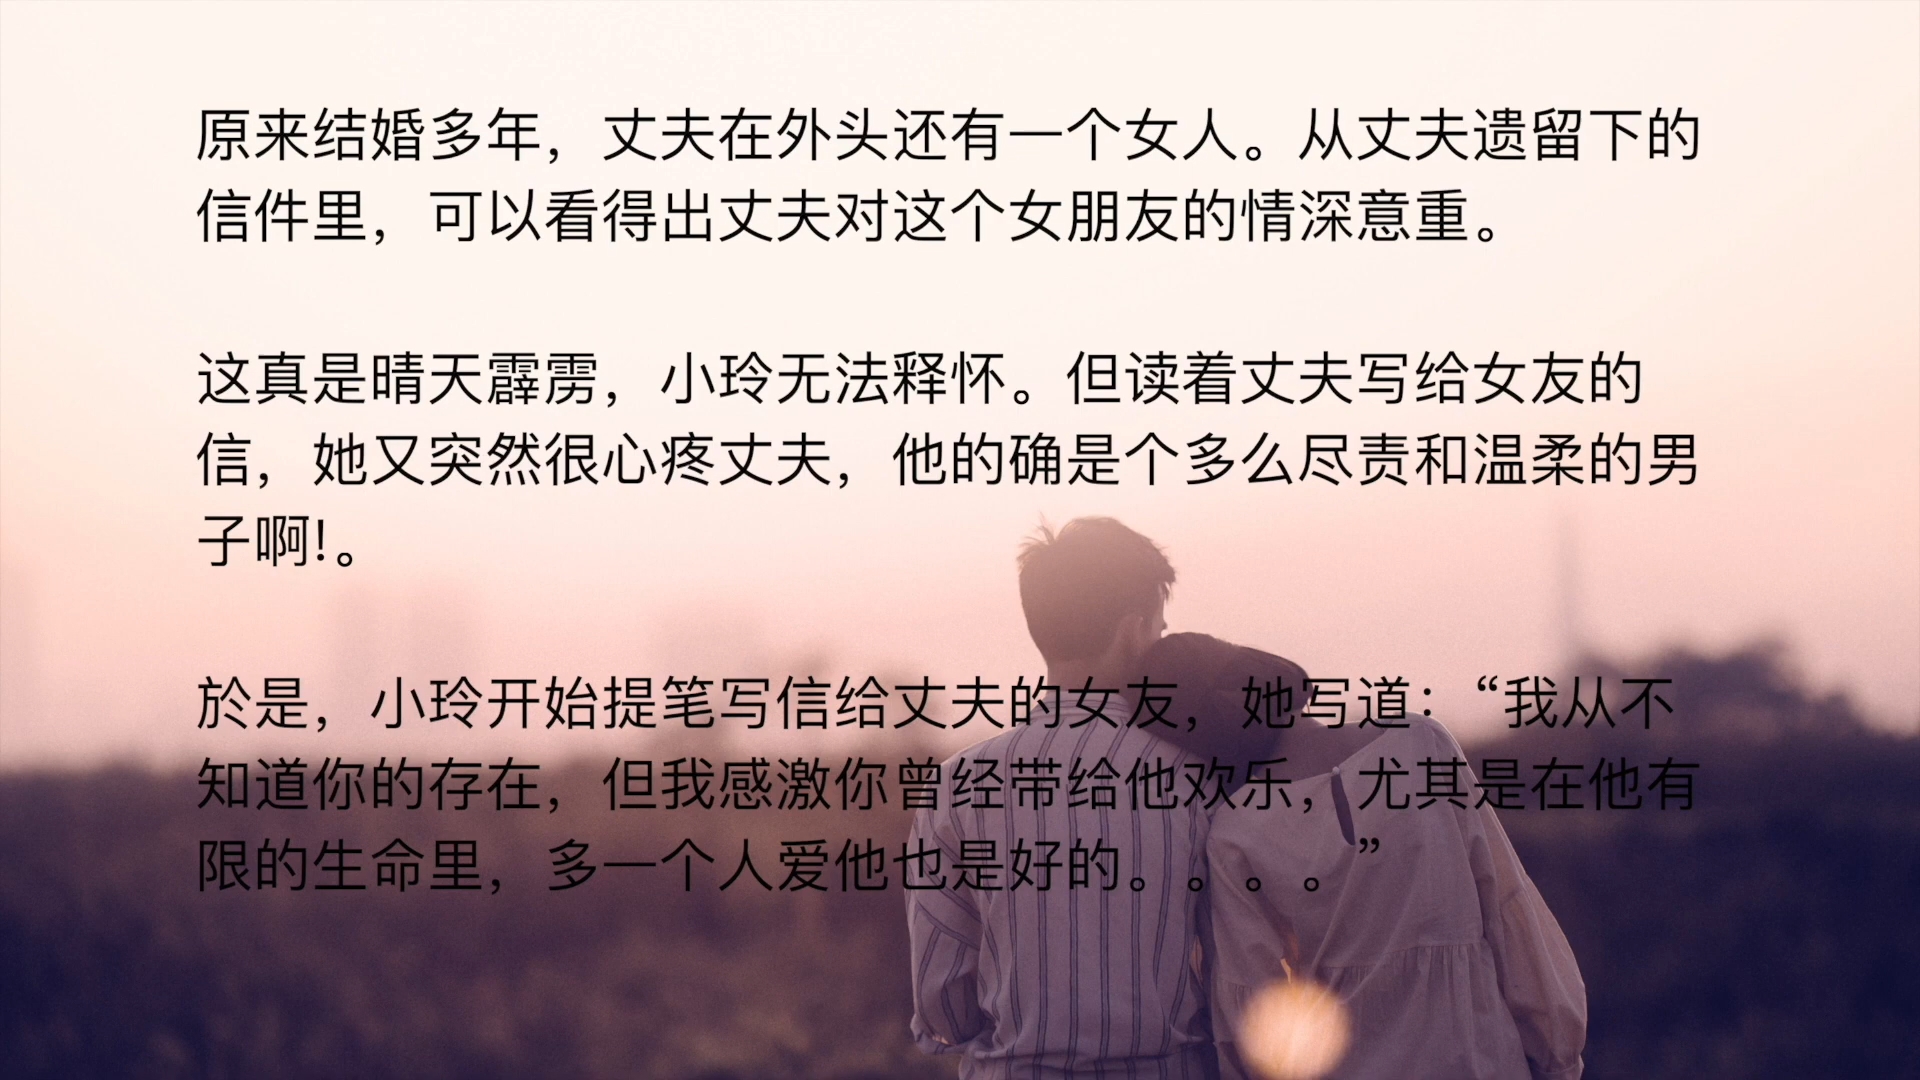 原来结婚多年，丈夫在外头还有一个女人。从丈夫遗留下的
信件里，可以看得出丈夫对这个女朋友的情深意重。
这真是晴天霹雳，小玲无法释怀。但读着丈夫写给女友的
信，她又突然很心疼丈夫，他的确是个多么尽责和温柔的男
子啊!。
於是，小玲开始提笔写信给丈夫的女友，她写道：“我从不
知道你的存在，但我感激你曾经带给他欢乐，尤其是在他有
限的生命里，多一个人爱他也是好的。。。。”